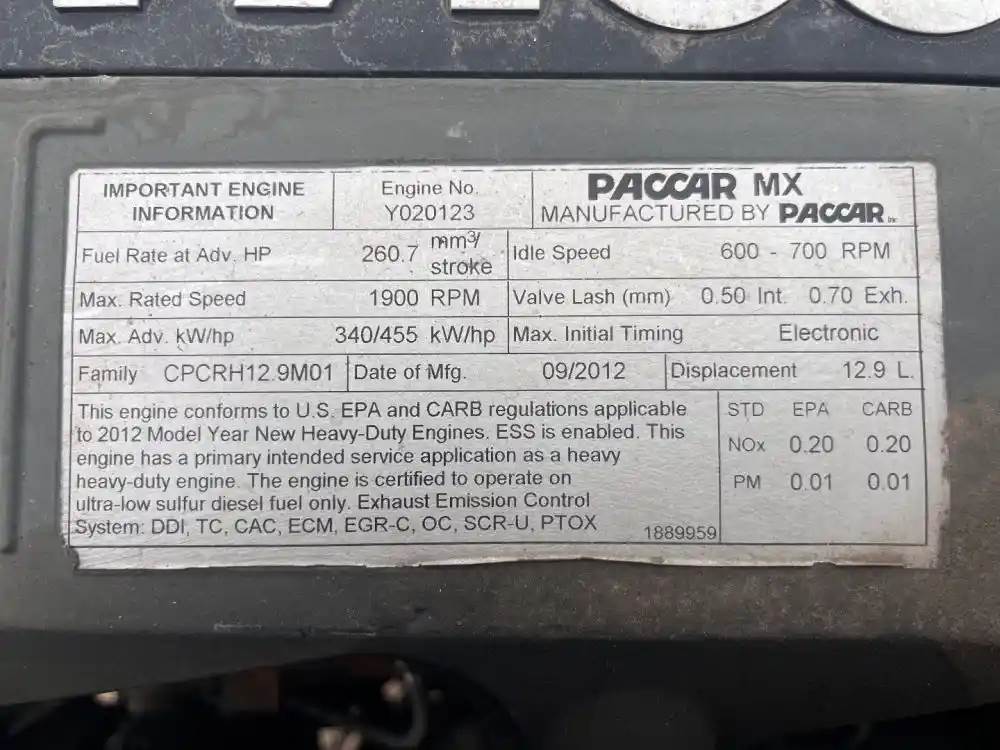 IMPORTANT ENGINE
INFORMATION
Engine No.
Y020123
PACCAR MX
MANUFACTURED BY PACCAR
Fuel Rate at Adv. HP 260.7 mm3/
stroke
Idle Speed 600 - 700 RPM
Max. Rated Speed 1900 RPM
Valve Lash (mm) 0.50 Int. 0.70 Exh.
Max. Adv. kW/hp 340/455 kW/hp
Max. Initial Timing Electronic
Family CPCRH12.9M01
Date of Mfg. 09/2012
Displacement 12.9 L.
This engine conforms to U.S. EPA and CARB regulations applicable
to 2012 Model Year New Heavy-Duty Engines. ESS is enabled. This
engine has a primary intended service application as a heavy
heavy-duty engine. The engine is certified to operate on
ultra-low sulfur diesel fuel only. Exhaust Emission Control
System: DDI, TC, CAC, ECM, EGR-C, OC, SCR-U, PTOX
1889959
STD EPA CARB
NOx 0.20 0.20
PM 0.01 0.01